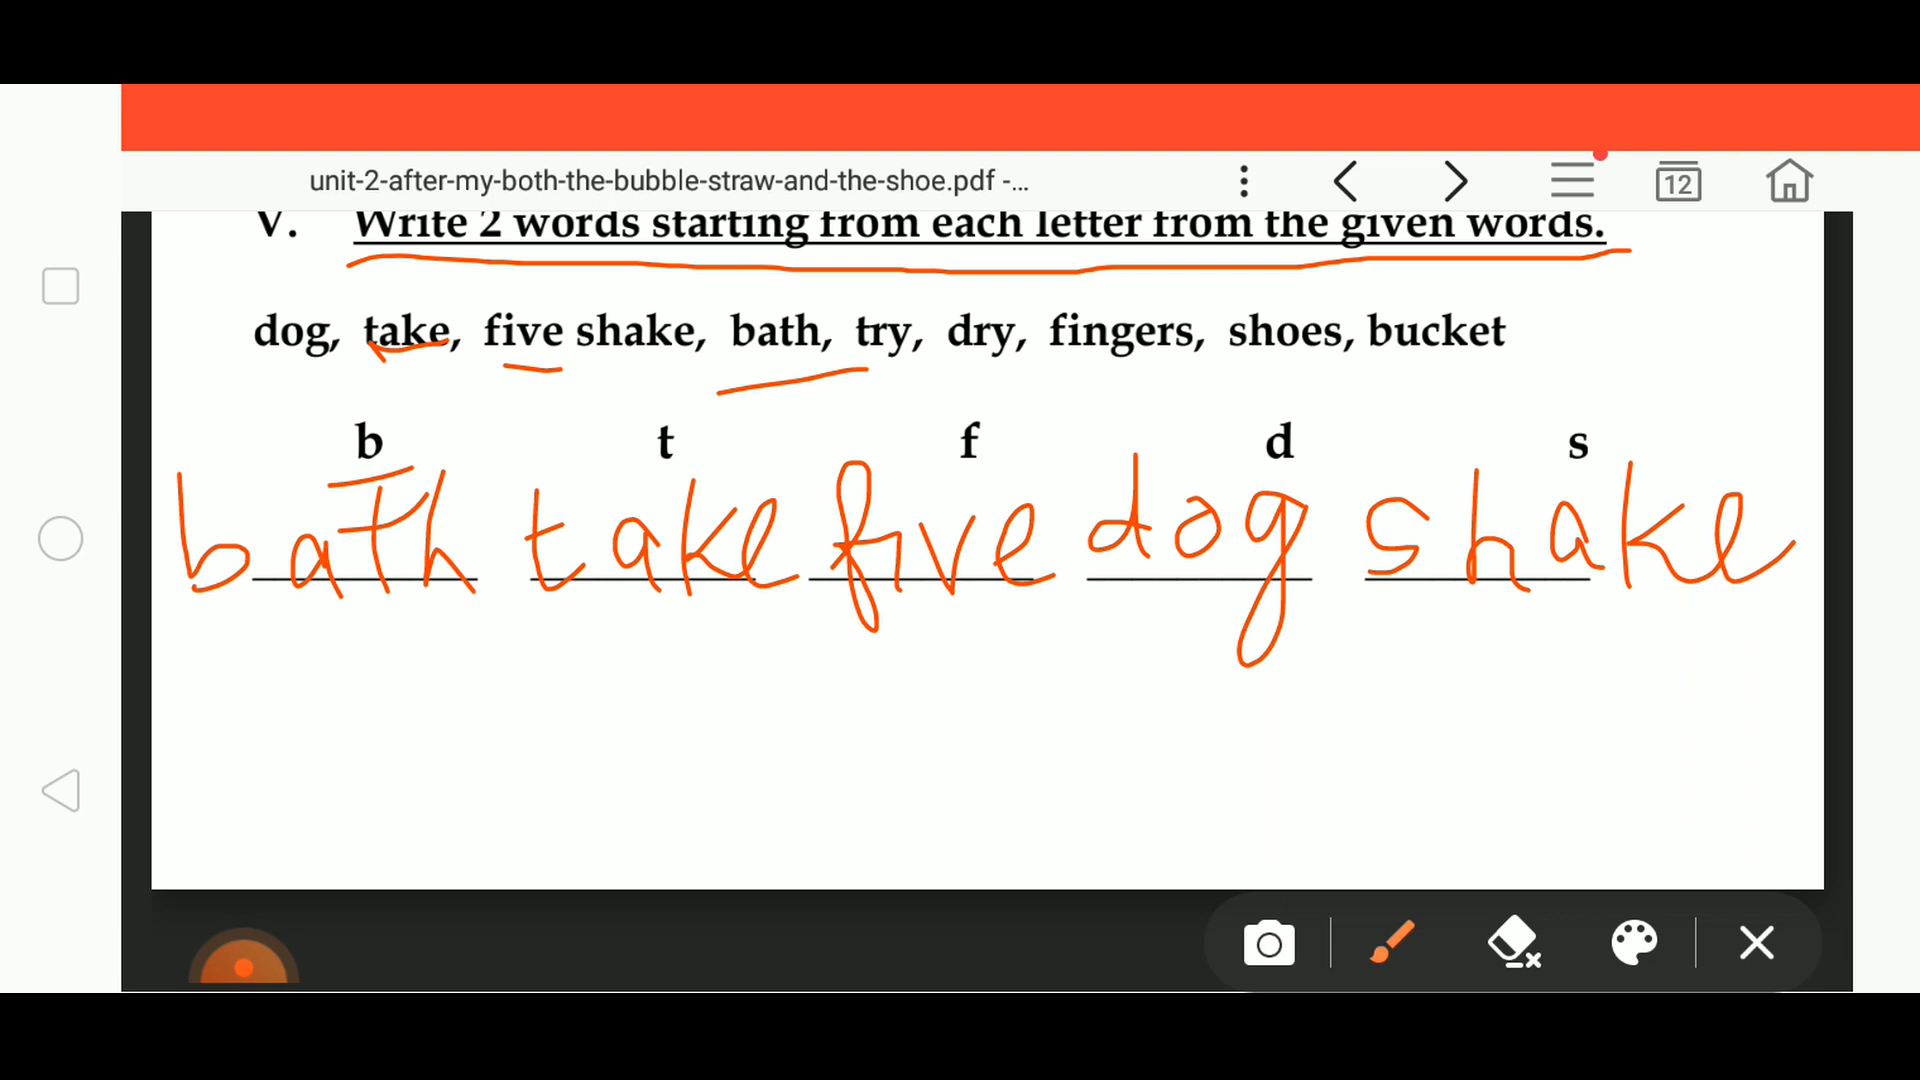 unit-2-after-my-both-the-bubble-straw-and-the-shoe.pdf -...
12
V. Write 2 words starting from each letter from the given words.
dog, take, five shake, bath, try, dry, fingers, shoes, bucket
b t f d s
bath take five dog shake